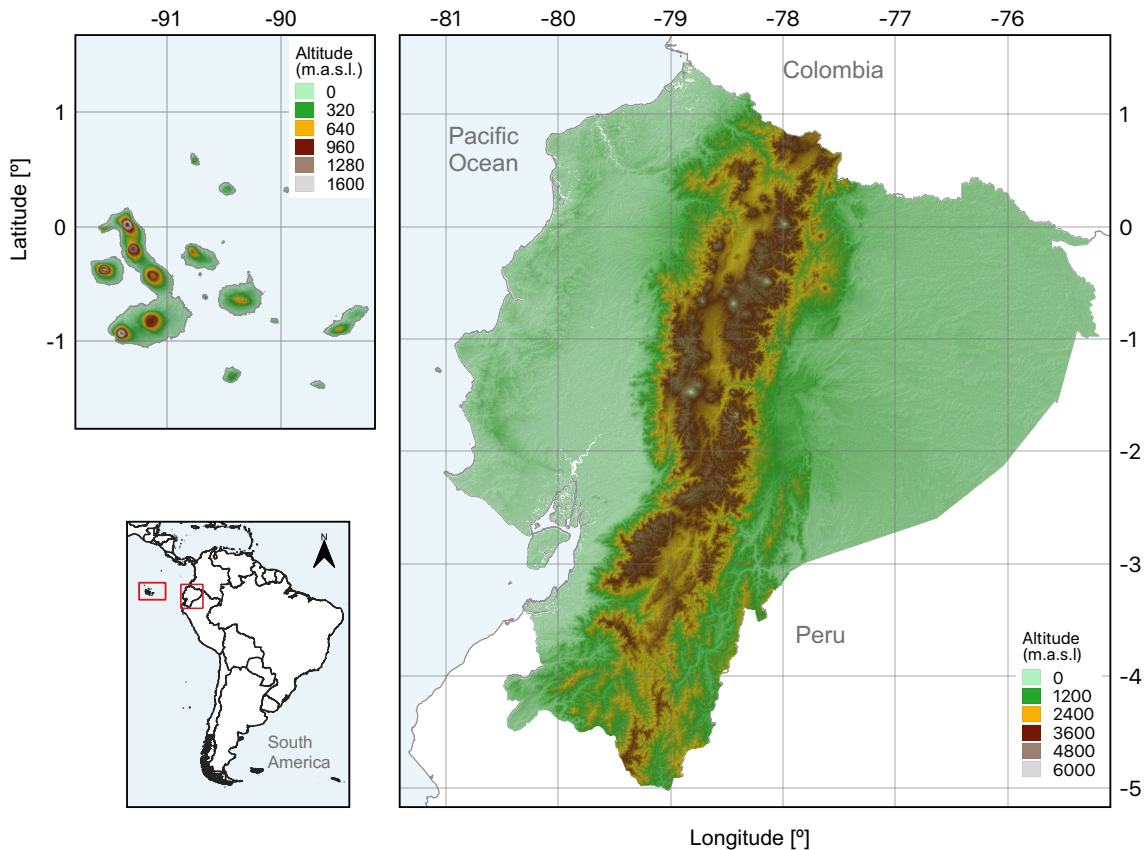 -91
-90
-81
-80
-79
-78
-77
-76
Altitude
(m.a.s.l.)
0
320
640
960
1280
1600
1
0
-1
Latitude [º]
Pacific
Ocean
Colombia
1
0
-1
-2
-3
-4
-5
Peru
Altitude
(m.a.s.l)
0
1200
2400
3600
4800
6000
N
South
America
Longitude [º]